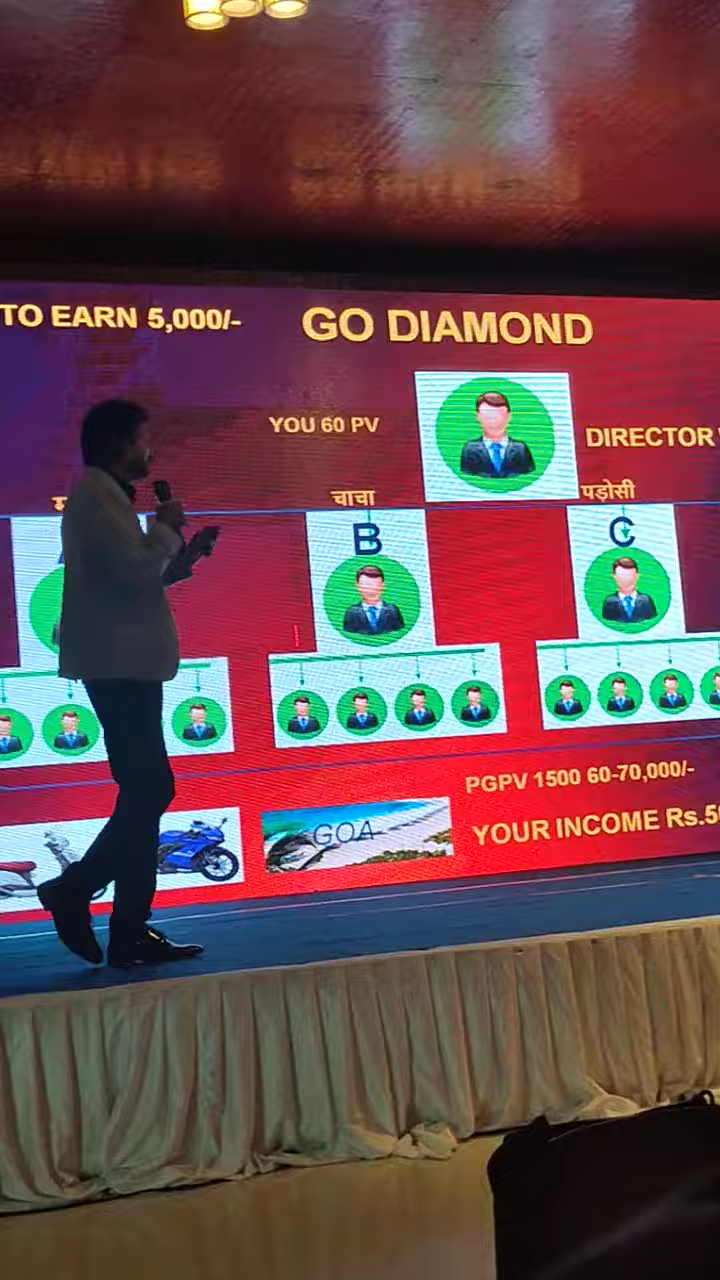 TO EARN 5,000/-
GO DIAMOND
YOU 60 PV
DIRECTOR
चाचा
पड़ोसी
B
C
PGPV 1500 60-70,000/-
GOA
YOUR INCOME Rs.